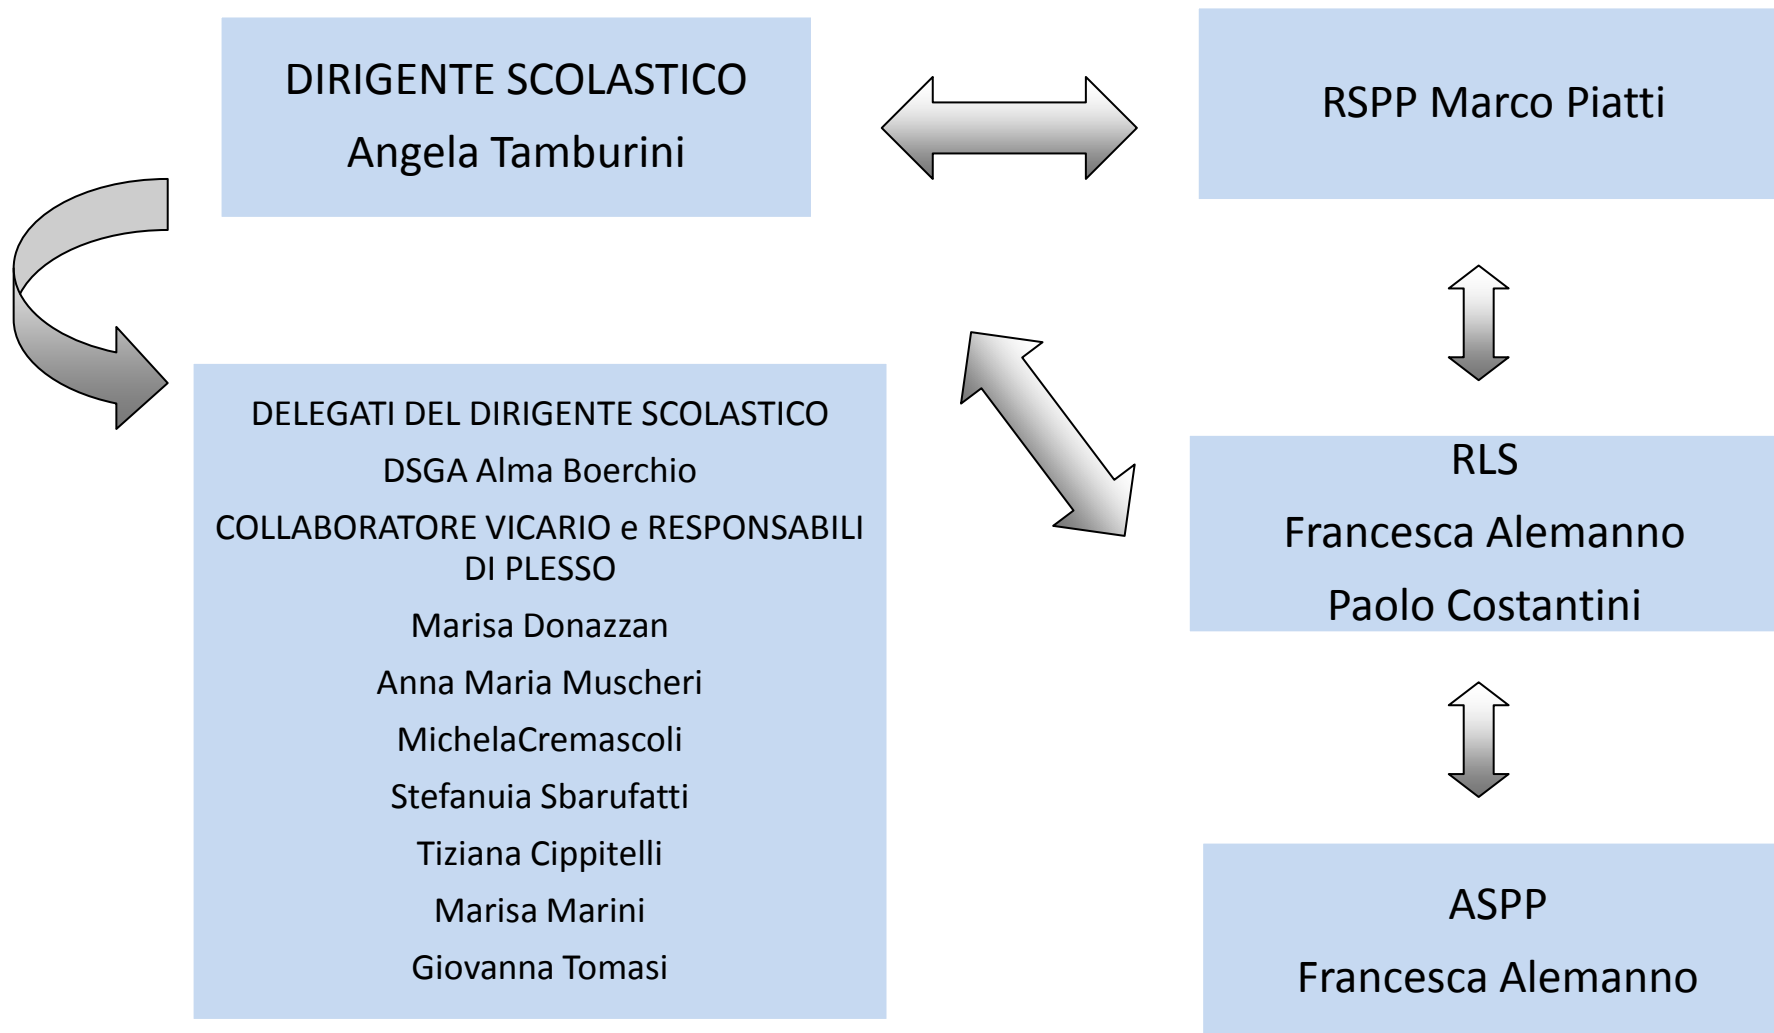 DIRIGENTE SCOLASTICO
Angela Tamburini
RSPP Marco Piatti
DELEGATI DEL DIRIGENTE SCOLASTICO
DSGA Alma Boerchio
COLLABORATORE VICARIO e RESPONSABILI
DI PLESSO
Marisa Donazzan
Anna Maria Muscheri
MichelaCremascoli
Stefanuia Sbarufatti
Tiziana Cippitelli
Marisa Marini
Giovanna Tomasi
RLS
Francesca Alemanno
Paolo Costantini
ASPP
Francesca Alemanno